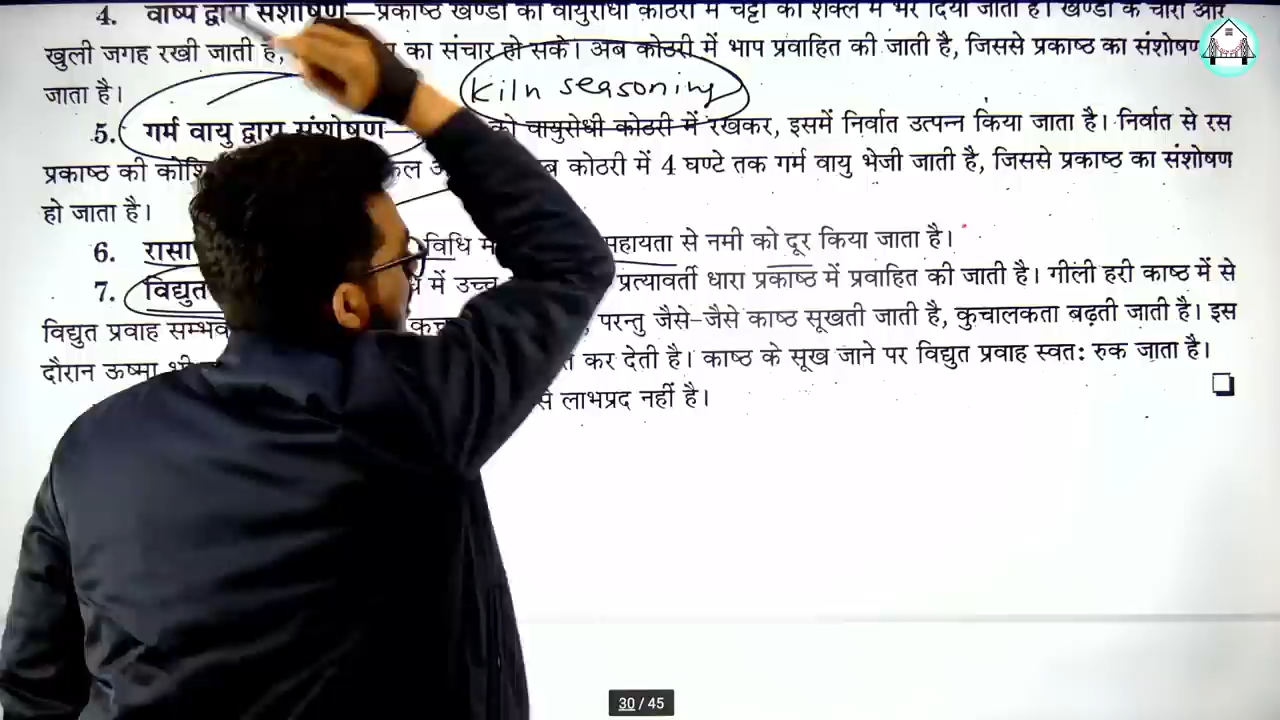 4. वाष्प द्वारा संशोषण—प्रकाष्ठ खण्डों को वायुरोधी कोठरी में चट्टों की शक्ल में भर दिया जाता है। खण्डों के चारों ओर
खुली जगह रखी जाती है, का संचार हो सके। अब कोठरी में भाप प्रवाहित की जाती है, जिससे प्रकाष्ठ का संशोषण
जाता है।
Kiln seasoning
5. गर्म वायु द्वारा संशोषण— को वायुरोधी कोठरी में रखकर, इसमें निर्वात उत्पन्न किया जाता है। निर्वात से रस
प्रकाष्ठ की कोठरी में 4 घण्टे तक गर्म वायु भेजी जाती है, जिससे प्रकाष्ठ का संशोषण
हो जाता है।
6. विधि सहायता से नमी को दूर किया जाता है।
7. विद्युत में उच्च प्रत्यावर्ती धारा प्रकाष्ठ में प्रवाहित की जाती है। गीली हरी काष्ठ में से
विद्युत प्रवाह परन्तु जैसे-जैसे काष्ठ सूखती जाती है, कुचालकता बढ़ती जाती है। इस
दौरान ऊष्मा कर देती है। काष्ठ के सूख जाने पर विद्युत प्रवाह स्वत: रुक जाता है।
से लाभप्रद नहीं है।
30 / 45